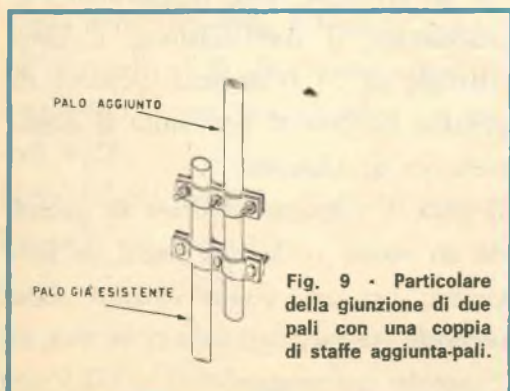 PALO AGGIUNTO
PALO GIÀ ESISTENTE
Fig. 9 · Particolare
della giunzione di due
pali con una coppia
di staffe aggiunta-pali.